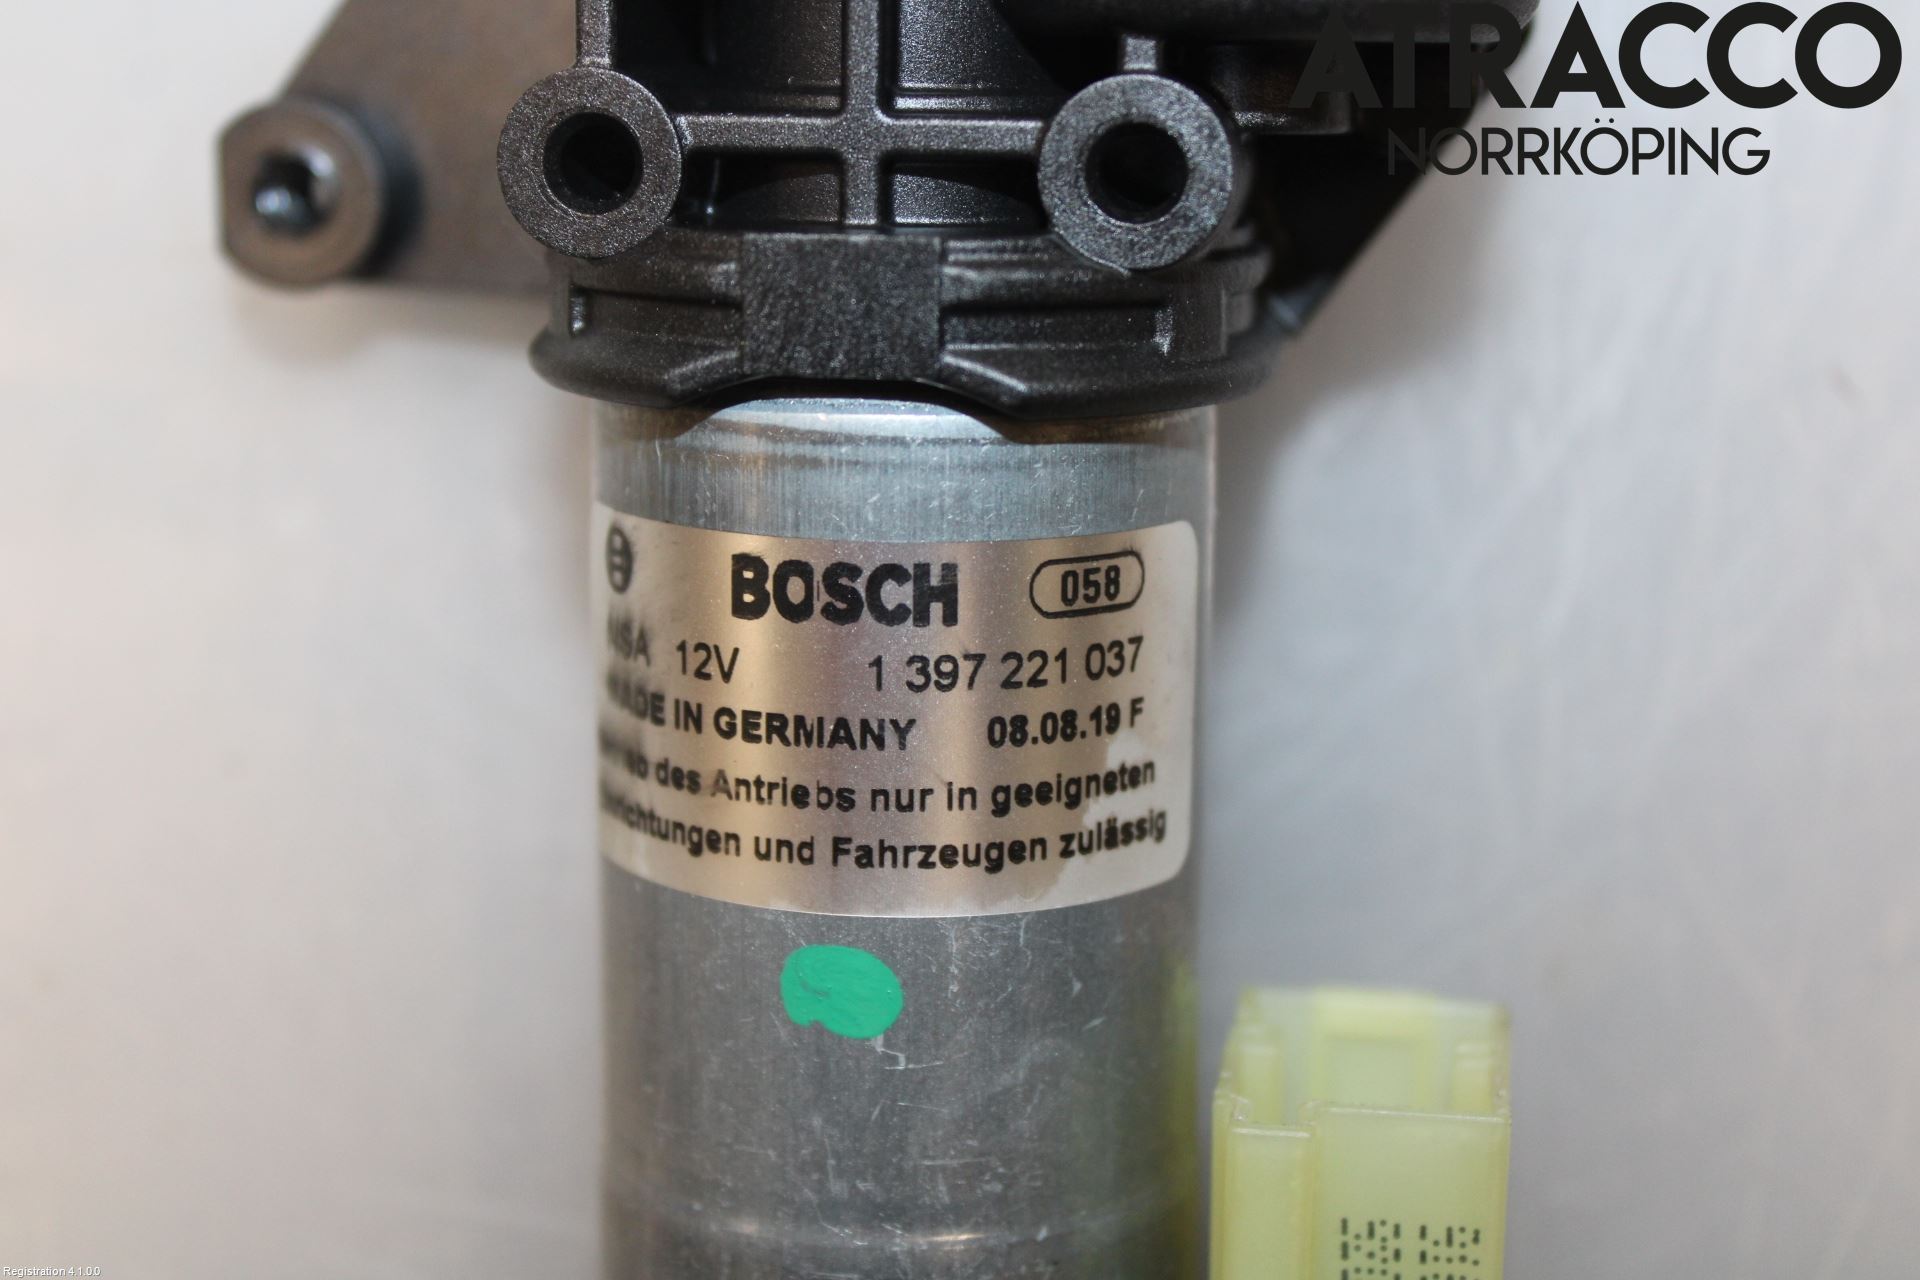 ATRACCO
NORRKÖPING
BOSCH 058
12V 1 397 221 037
MADE IN GERMANY 08.08.19 F
des Antriebs nur in geeigneten
und Fahrzeugen zulässig
Registration 4.1.0.0